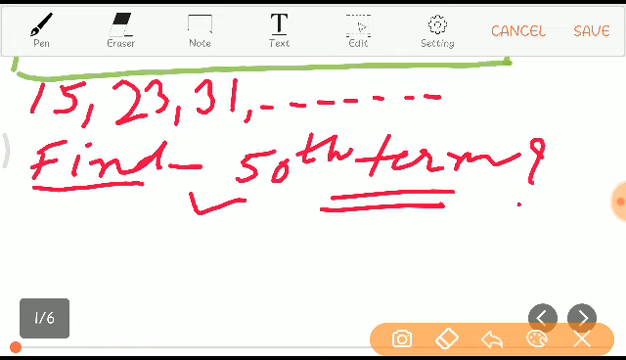 Pen Eraser Note Text Edit Setting CANCEL SAVE
15, 23, 31, --------
Find- 50th term?
1/6